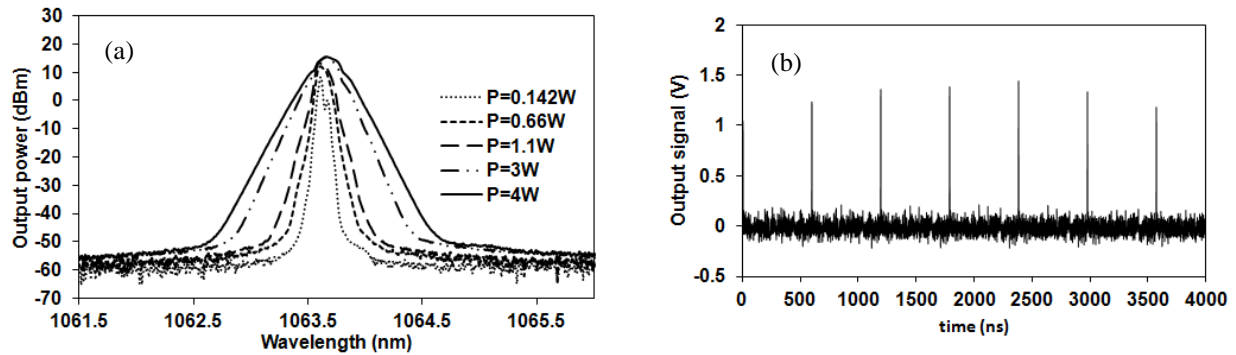 (a)
30
20
10
0
-10
-20
-30
-40
-50
-60
-70
Output power (dBm)
P=0.142W
P=0.66W
P=1.1W
P=3W
P=4W
1061.5 1062.5 1063.5 1064.5 1065.5
Wavelength (nm)
(b)
2
1.5
1
0.5
0
-0.5
Output signal (V)
0 500 1000 1500 2000 2500 3000 3500 4000
time (ns)